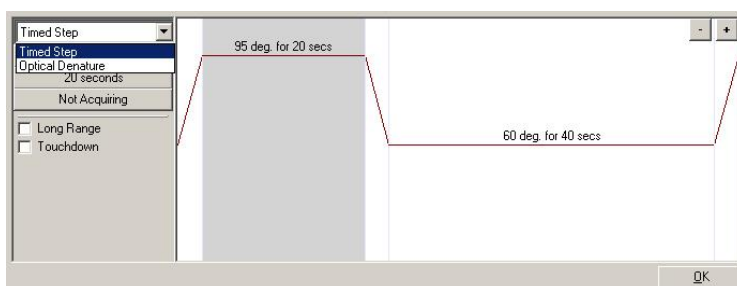 Timed Step
Timed Step
Optical Denature
20 seconds
Not Acquiring
Long Range
Touchdown
95 deg. for 20 secs
60 deg. for 40 secs
- +
OK